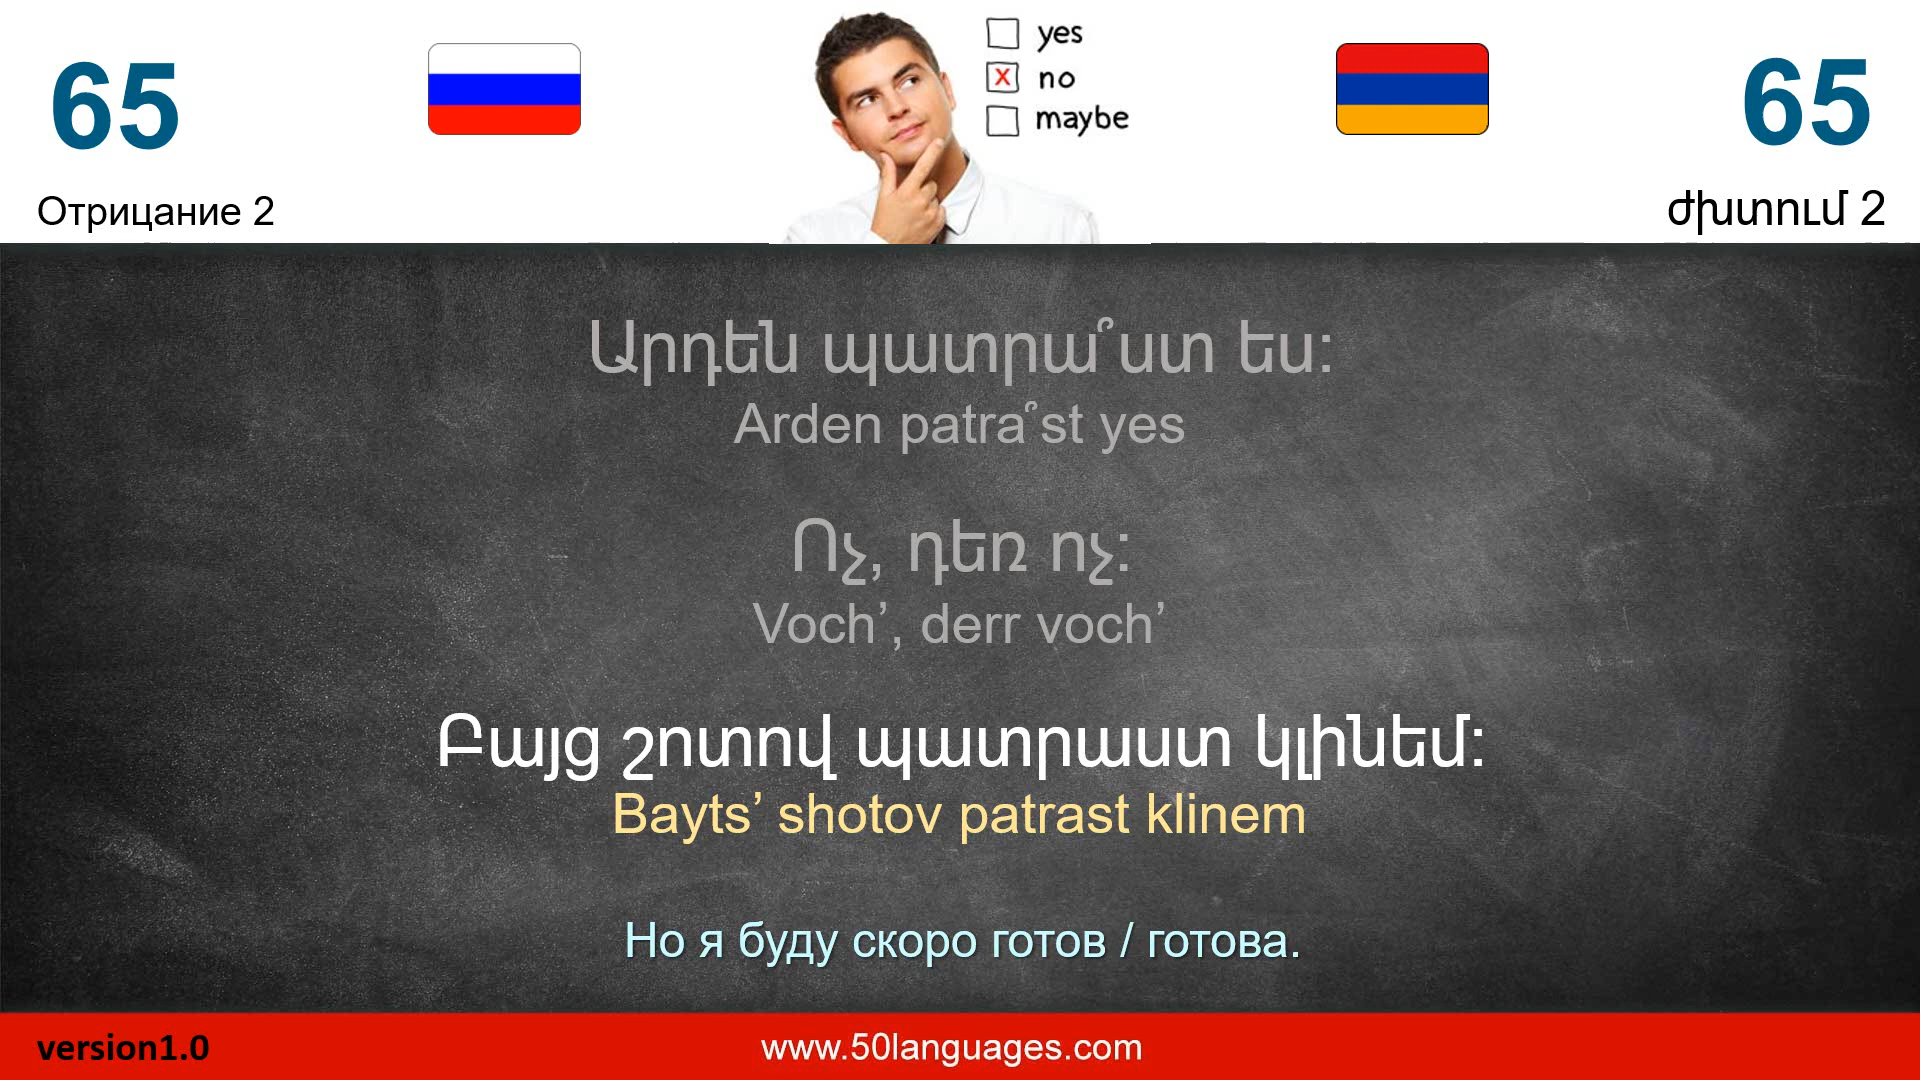 65
65
yes
x no
maybe
Отрицание 2
Ժխտում 2
Արդեն պատրա՞ստ ես:
Arden patra՞st yes
Ոչ, դեռ ոչ:
Voch’, derr voch’
Բայց շոտով պատրաստ կլինեմ:
Bayts’ shotov patrast klinem
Но я буду скоро готов / готова.
version1.0
www.50languages.com